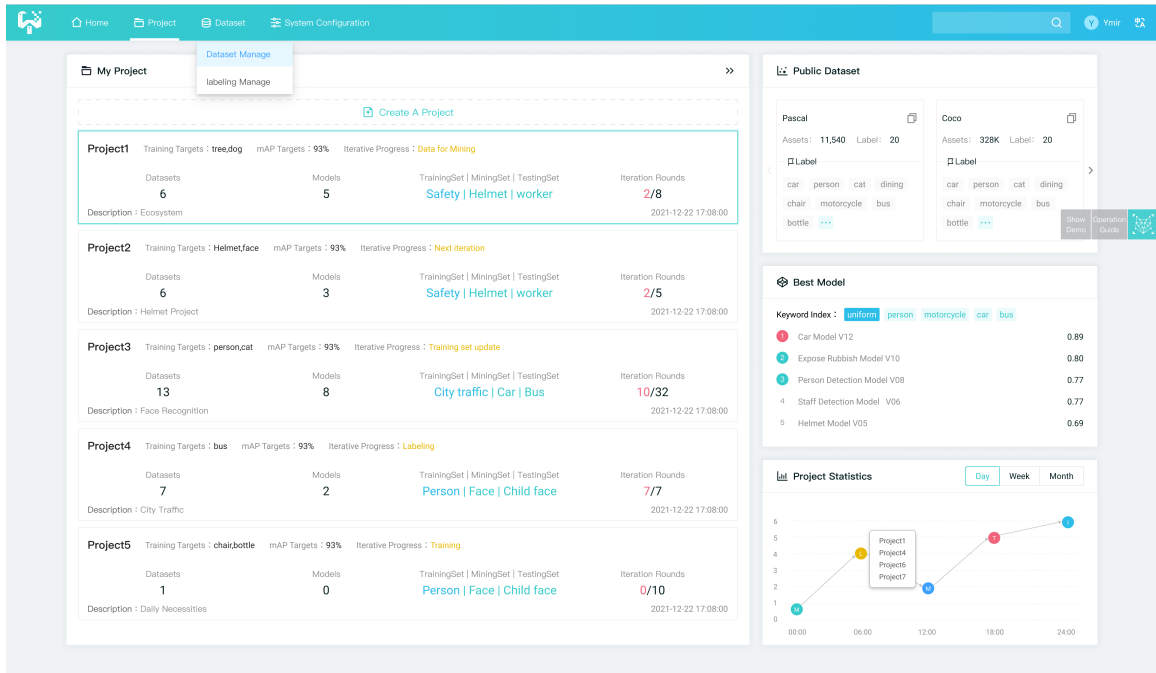 Home Project Dataset System Configuration Y Ymir
Dataset Manage
labeling Manage
My Project
Create A Project
Project1 Training Targets : tree,dog mAP Targets : 93% Iterative Progress : Data for Mining
Datasets Models TrainingSet | MiningSet | TestingSet Iteration Rounds
6 5 Safety | Helmet | worker 2/8
Description : Ecosystem 2021-12-22 17:08:00
Project2 Training Targets : Helmet,face mAP Targets : 93% Iterative Progress : Next iteration
Datasets Models TrainingSet | MiningSet | TestingSet Iteration Rounds
6 3 Safety | Helmet | worker 2/5
Description : Helmet Project 2021-12-22 17:08:00
Project3 Training Targets : person,cat mAP Targets : 93% Iterative Progress : Training set update
Datasets Models TrainingSet | MiningSet | TestingSet Iteration Rounds
13 8 City traffic | Car | Bus 10/32
Description : Face Recognition 2021-12-22 17:08:00
Project4 Training Targets : bus mAP Targets : 93% Iterative Progress : Labeling
Datasets Models TrainingSet | MiningSet | TestingSet Iteration Rounds
7 2 Person | Face | Child face 7/7
Description : City Traffic 2021-12-22 17:08:00
Project5 Training Targets : chair,bottle mAP Targets : 93% Iterative Progress : Training
Datasets Models TrainingSet | MiningSet | TestingSet Iteration Rounds
1 0 Person | Face | Child face 0/10
Description : Daily Necessities 2021-12-22 17:08:00
Public Dataset
Pascal
Assets: 11,540 Label: 20
Label
car person cat dining
chair motorcycle bus
bottle ...
Coco
Assets: 328K Label: 20
Label
car person cat dining
chair motorcycle bus
bottle ...
Show Demo
Operation Guide
Best Model
Keyword Index : uniform person motorcycle car bus
1 Car Model V12 0.89
2 Expose Rubbish Model V10 0.80
3 Person Detection Model V08 0.77
4 Staff Detection Model V06 0.77
5 Helmet Model V05 0.69
Project Statistics Day Week Month
6
5
4
3
2
1
0
M
L
M
T
I
Project1
Project4
Project6
Project7
00:00 06:00 12:00 18:00 24:00